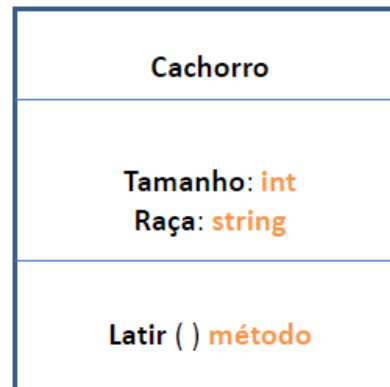 Cachorro
Tamanho: int
Raça: string
Latir ( ) método